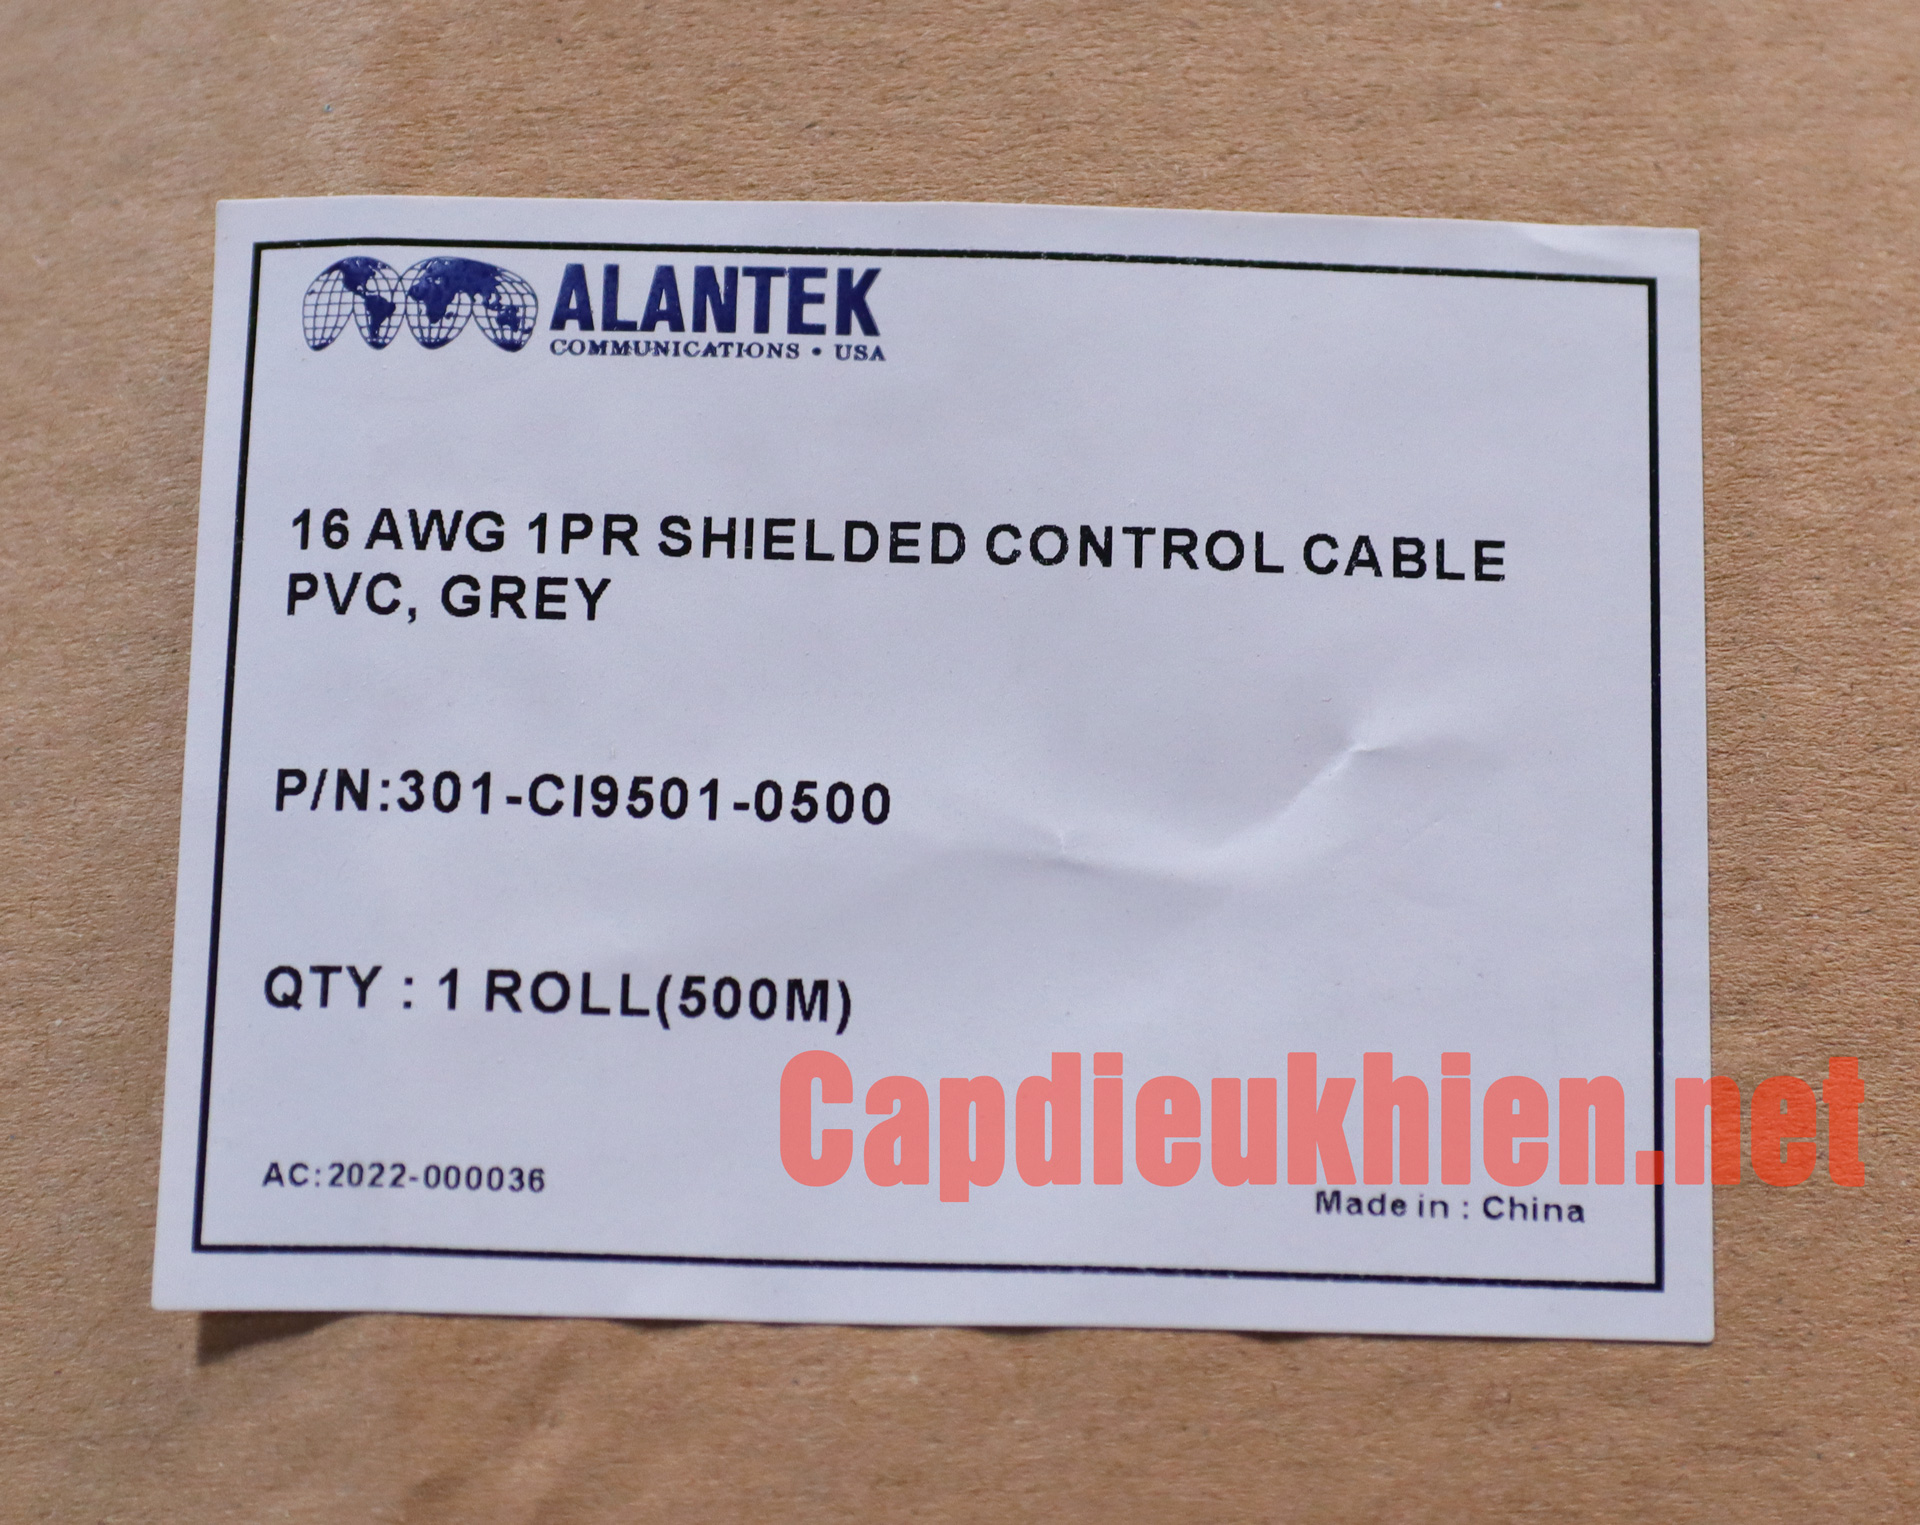 ALANTEK
COMMUNICATIONS • USA
16 AWG 1PR SHIELDED CONTROL CABLE
PVC, GREY
P/N:301-CI9501-0500
QTY : 1 ROLL(500M)
Capdieukhien.net
AC:2022-000036
Made in : China